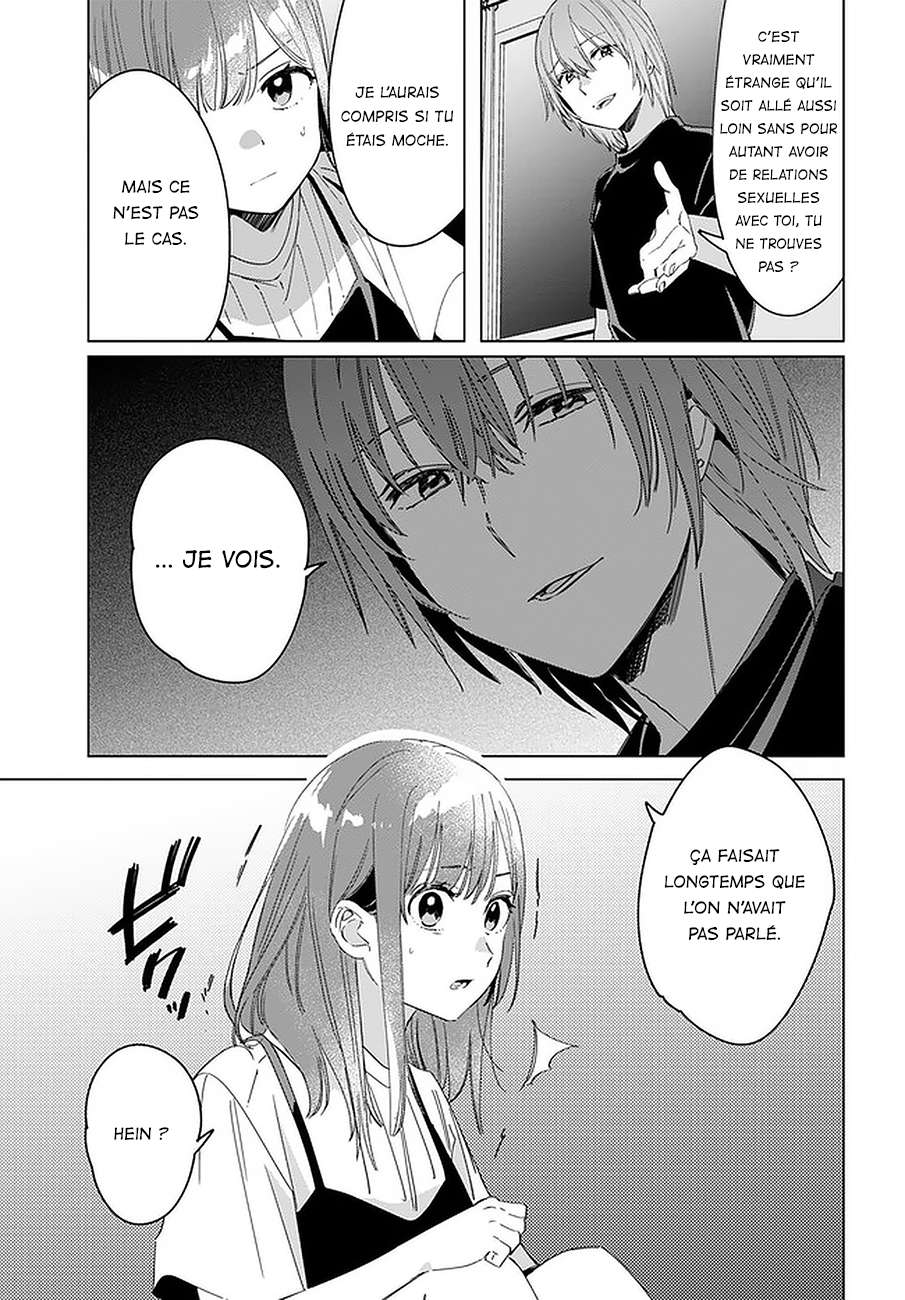 C'EST
VRAIMENT
ÉTRANGE QU'IL
SOIT ALLÉ AUSSI
LOIN SANS POUR
AUTANT AVOIR
DE RELATIONS
SEXUELLES
AVEC TOI, TU
NE TROUVES
PAS ?
JE L'AURAIS
COMPRIS SI TU
ÉTAIS MOCHE.
MAIS CE
N'EST PAS
LE CAS.
... JE VOIS.
ÇA FAISAIT
LONGTEMPS QUE
L'ON N'AVAIT
PAS PARLÉ.
ビクッ
HEIN ?